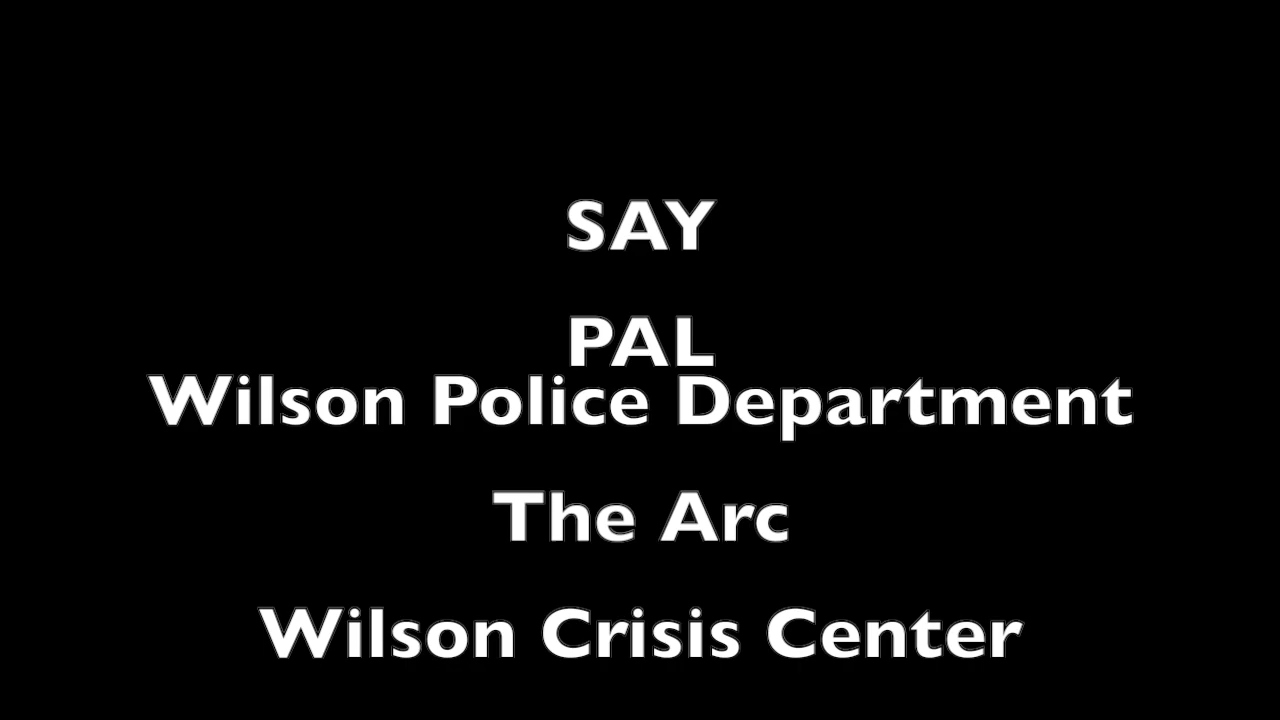 SAY
PAL
Wilson Police Department
The Arc
Wilson Crisis Center